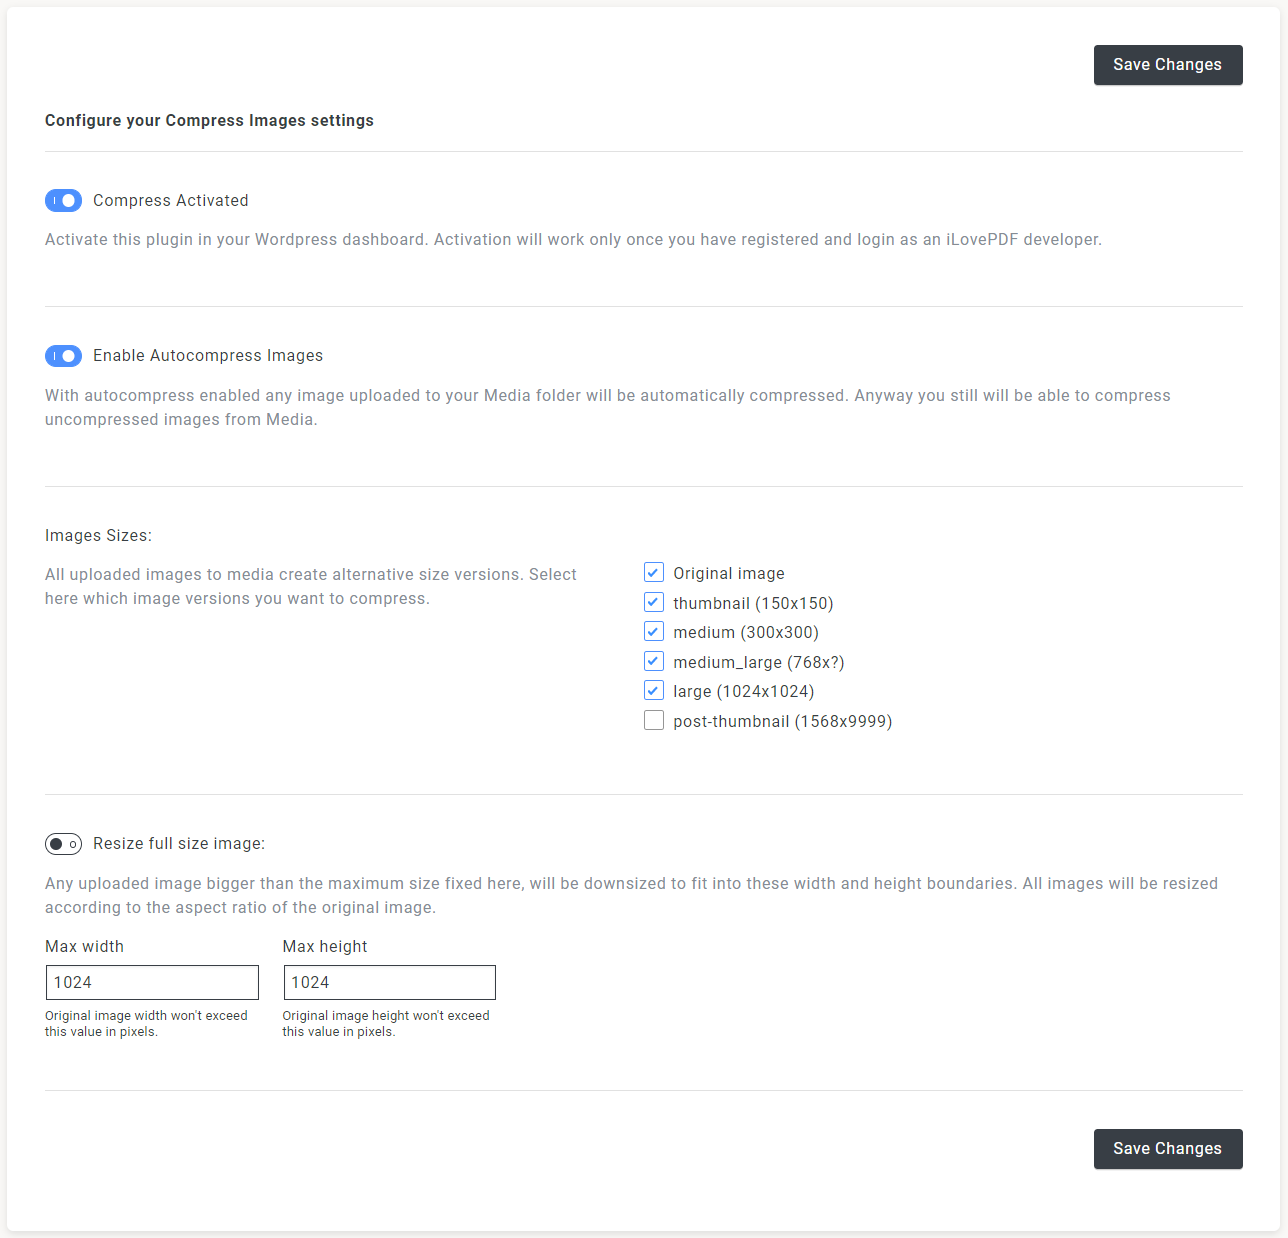 Save Changes
Configure your Compress Images settings
Compress Activated
Activate this plugin in your Wordpress dashboard. Activation will work only once you have registered and login as an iLovePDF developer.
Enable Autocompress Images
With autocompress enabled any image uploaded to your Media folder will be automatically compressed. Anyway you still will be able to compress
uncompressed images from Media.
Images Sizes:
All uploaded images to media create alternative size versions. Select
here which image versions you want to compress.
Original image
thumbnail (150x150)
medium (300x300)
medium_large (768x?)
large (1024x1024)
post-thumbnail (1568x9999)
Resize full size image:
Any uploaded image bigger than the maximum size fixed here, will be downsized to fit into these width and height boundaries. All images will be resized
according to the aspect ratio of the original image.
Max width
1024
Original image width won't exceed
this value in pixels.
Max height
1024
Original image height won't exceed
this value in pixels.
Save Changes